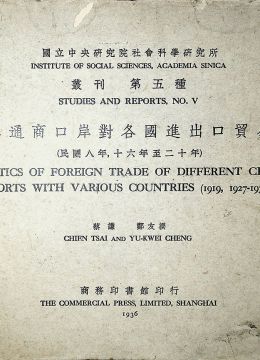 國立中央研究院社會科學研究所
INSTITUTE OF SOCIAL SCIENCES, ACADEMIA SINICA
叢刊 第五種
STUDIES AND REPORTS, NO. V
通商口岸對各國進出口貿
(民國八年,十六年至二十年)
TICS OF FOREIGN TRADE OF DIFFERENT
ORTS WITH VARIOUS COUNTRIES (1919, 1927-19
蔡謙 鄭友揆
CHIEN TSAI AND YU-KWEI CHENG
商務印書館印行
THE COMMERCIAL PRESS, LIMITED, SHANGHAI
1936